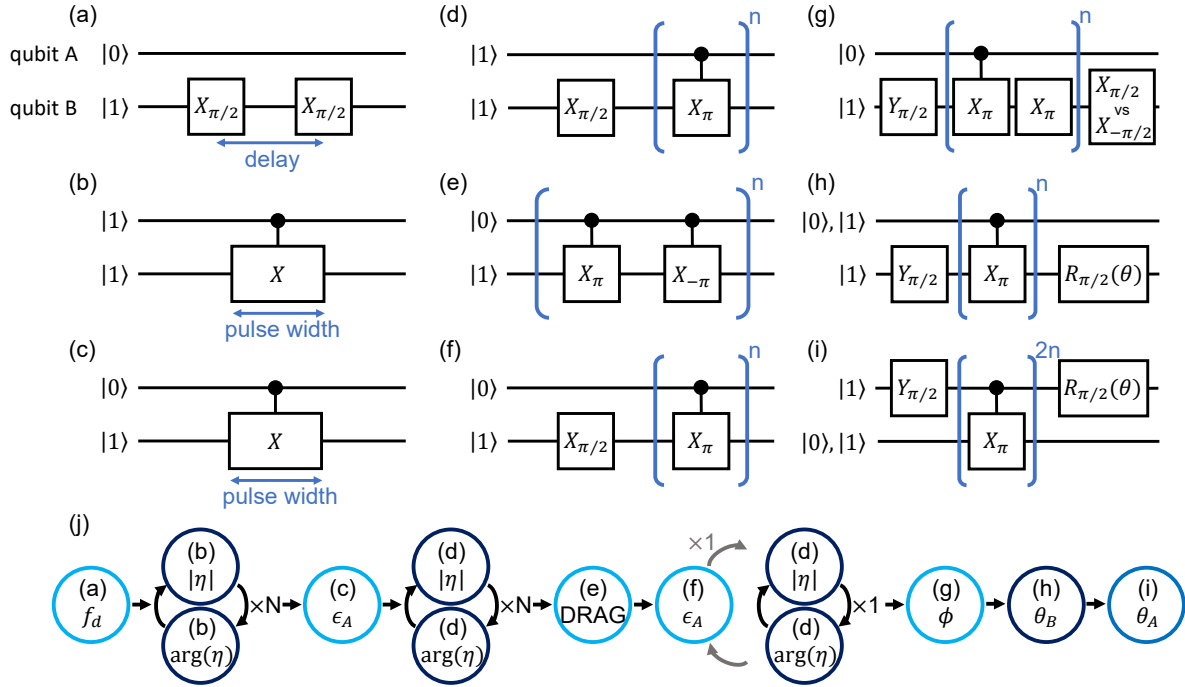 (a)
qubit A |0⟩
qubit B |1⟩ X_{π/2} X_{π/2}
delay
(b)
|1⟩
|1⟩ X
pulse width
(c)
|0⟩
|1⟩ X
pulse width
(d)
n
|1⟩
|1⟩ X_{π/2} X_π
(e)
n
|0⟩
|1⟩ X_π X_{−π}
(f)
n
|0⟩
|1⟩ X_{π/2} X_π
(g)
n
|0⟩
|1⟩ Y_{π/2} X_π X_π X_{π/2} vs X_{−π/2}
(h)
n
|0⟩, |1⟩
|1⟩ Y_{π/2} X_π R_{π/2}(θ)
(i)
2n
|1⟩ Y_{π/2} R_{π/2}(θ)
|0⟩, |1⟩ X_π
(j)
(a) f_d
(b) |η|
(b) arg(η)
×N
(c) ϵ_A
(d) |η|
(d) arg(η)
×N
(e) DRAG
(f) ϵ_A
×1
(d) |η|
(d) arg(η)
×1
(g) ϕ
(h) θ_B
(i) θ_A